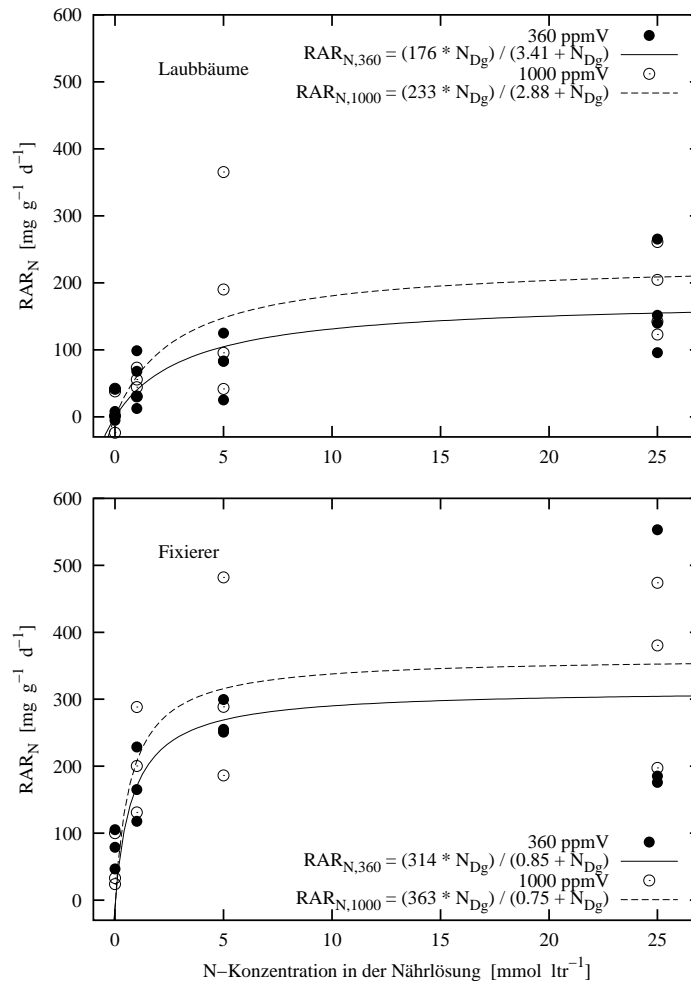 600
500
400
300
200
100
0
RAR_N [mg g⁻¹ d⁻¹]
Laubbäume
360 ppmV
RAR_N,360 = (176 * N_Dg) / (3.41 + N_Dg)
1000 ppmV
RAR_N,1000 = (233 * N_Dg) / (2.88 + N_Dg)
0 5 10 15 20 25
600
500
400
300
200
100
0
RAR_N [mg g⁻¹ d⁻¹]
Fixierer
360 ppmV
RAR_N,360 = (314 * N_Dg) / (0.85 + N_Dg)
1000 ppmV
RAR_N,1000 = (363 * N_Dg) / (0.75 + N_Dg)
0 5 10 15 20 25
N−Konzentration in der Nährlösung [mmol ltr⁻¹]